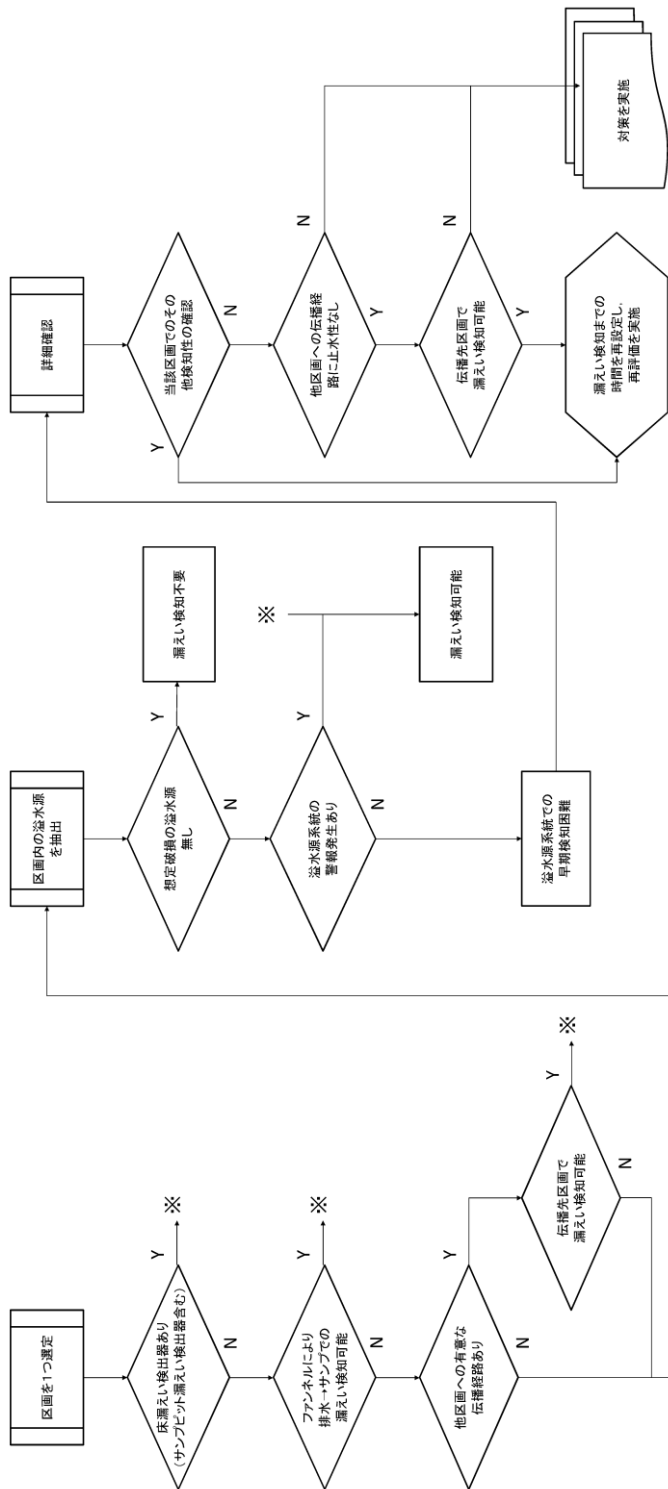 区画を1つ選定
床漏えい検出器あり
(サンプピット漏えい検出器含む)
Y
※
N
ファンネルにより
排水→サンプでの
漏えい検知可能
Y
※
N
他区画への有意な
伝播経路あり
Y
N
伝播先区画で
漏えい検知可能
Y
※
N
区画内の溢水源
を抽出
想定破損の溢水源
無し
Y
漏えい検知不要
N
溢水源系統の
警報発生あり
Y
※
漏えい検知可能
N
溢水源系統での
早期検知困難
詳細確認
当該区画でのその
他検知性の確認
Y
N
他区画への伝播経
路に止水性なし
N
Y
伝播先区画で
漏えい検知可能
N
Y
漏えい検知までの
時間を再設定し，
再評価を実施
対策を実施